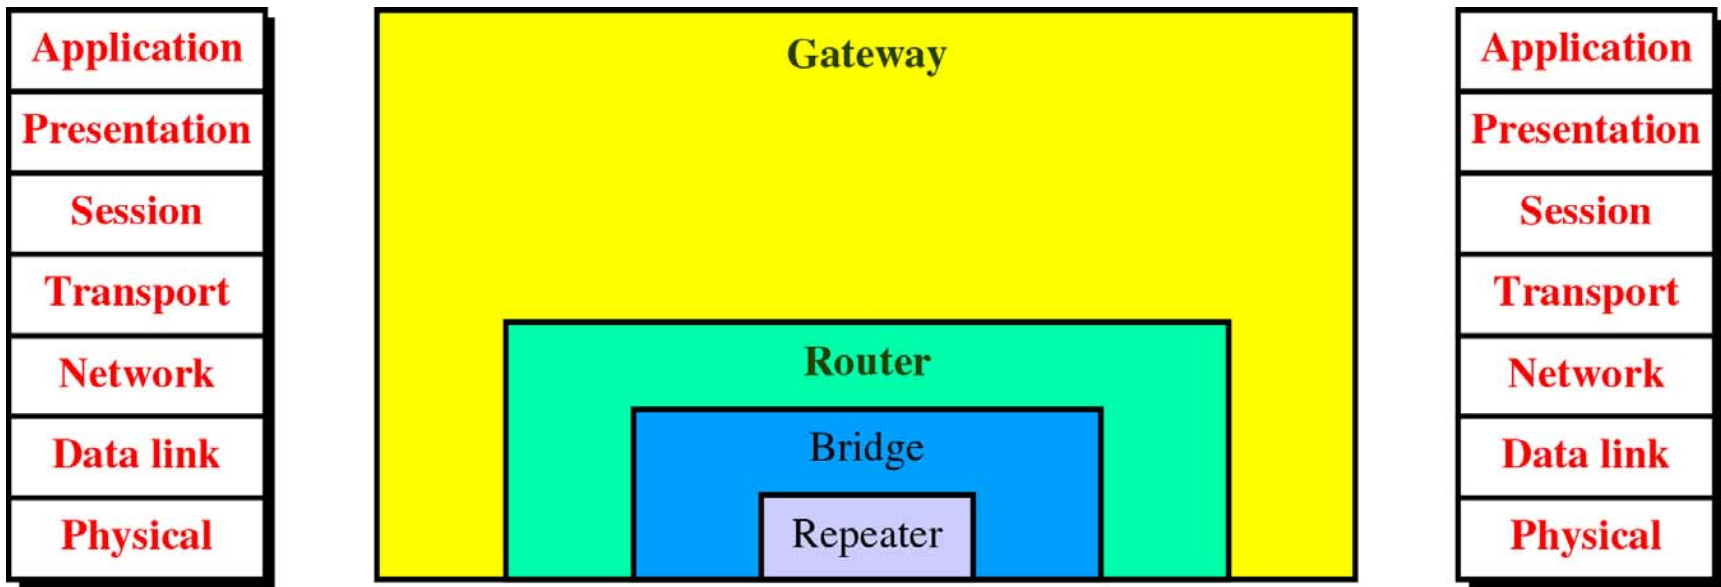 Application
Presentation
Session
Transport
Network
Data link
Physical
Gateway
Router
Bridge
Repeater
Application
Presentation
Session
Transport
Network
Data link
Physical